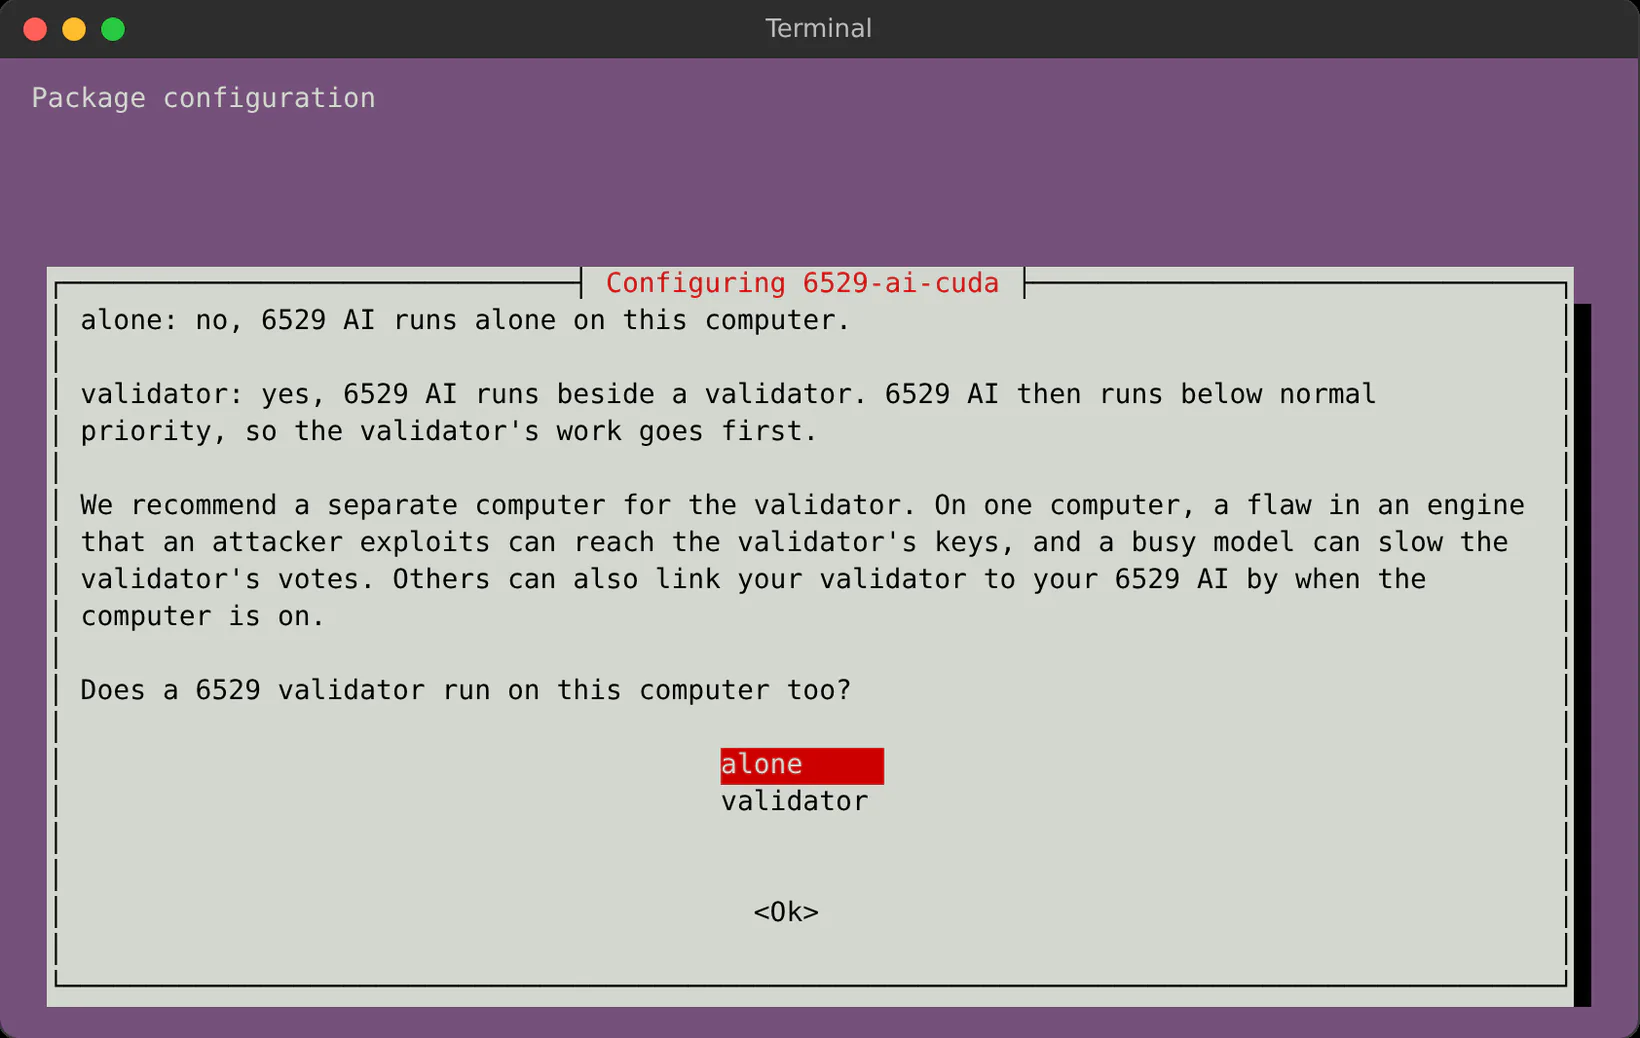 Terminal
Package configuration
Configuring 6529-ai-cuda
alone: no, 6529 AI runs alone on this computer.
validator: yes, 6529 AI runs beside a validator. 6529 AI then runs below normal
priority, so the validator's work goes first.
We recommend a separate computer for the validator. On one computer, a flaw in an engine
that an attacker exploits can reach the validator's keys, and a busy model can slow the
validator's votes. Others can also link your validator to your 6529 AI by when the
computer is on.
Does a 6529 validator run on this computer too?
alone
validator
<Ok>